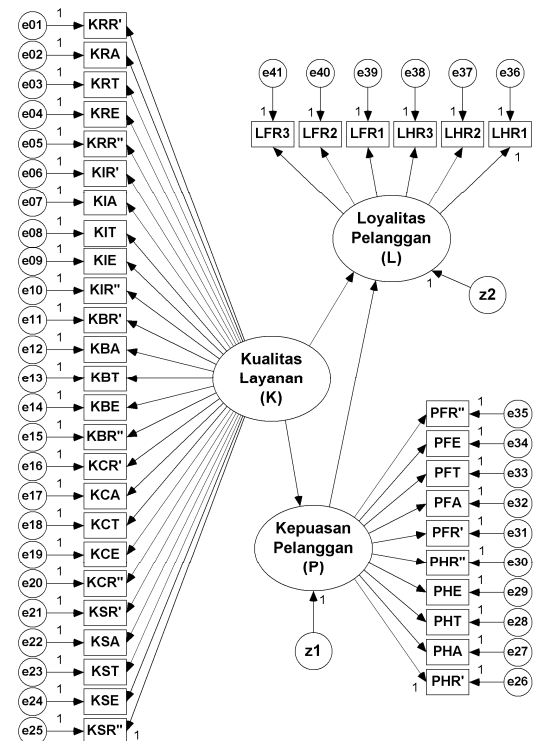 e01 1 KRR'
e02 1 KRA
e03 1 KRT
e04 1 KRE
e05 1 KRR"
e06 1 KIR'
e07 1 KIA
e08 1 KIT
e09 1 KIE
e10 1 KIR"
e11 1 KBR'
e12 1 KBA
e13 1 KBT
e14 1 KBE
e15 1 KBR"
e16 1 KCR'
e17 1 KCA
e18 1 KCT
e19 1 KCE
e20 1 KCR"
e21 1 KSR'
e22 1 KSA
e23 1 KST
e24 1 KSE
e25 1 KSR" 1
e41 e40 e39 e38 e37 e36
1 1 1 1 1 1
LFR3 LFR2 LFR1 LHR3 LHR2 LHR1
1
Loyalitas
Pelanggan
(L)
1
z2
Kualitas
Layanan
(K)
Kepuasan
Pelanggan
(P)
1
z1
PFR" 1 e35
PFE 1 e34
PFT 1 e33
PFA 1 e32
PFR' 1 e31
PHR" 1 e30
PHE 1 e29
PHT 1 e28
PHA 1 e27
1 PHR' 1 e26